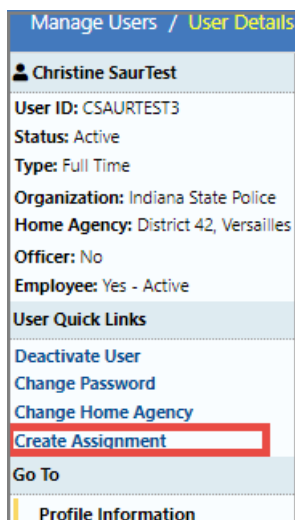 Manage Users / User Details
Christine SaurTest
User ID: CSAURTEST3
Status: Active
Type: Full Time
Organization: Indiana State Police
Home Agency: District 42, Versailles
Officer: No
Employee: Yes - Active
User Quick Links
Deactivate User
Change Password
Change Home Agency
Create Assignment
Go To
Profile Information